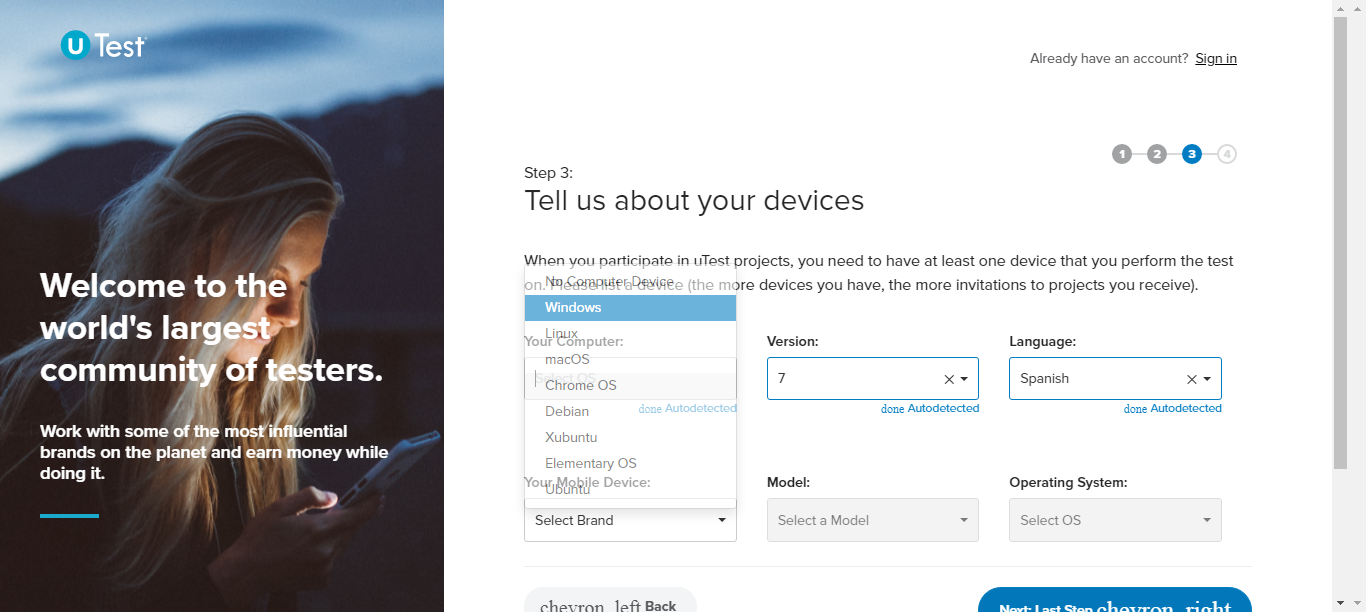 uTest
Already have an account? Sign in
1 2 3 4
Step 3:
Tell us about your devices
Welcome to the
world's largest
community of testers.
Work with some of the most influential
brands on the planet and earn money while
doing it.
When you participate in uTest projects, you need to have at least one device that you perform the test
on. Please list a device (the more devices you have, the more invitations to projects you receive).
No Computer Device
Windows
Linux
macOS
Chrome OS
Debian
Xubuntu
Elementary OS
Ubuntu
Your Computer:
Select OS
done Autodetected
Version:
7
done Autodetected
Language:
Spanish
done Autodetected
Your Mobile Device:
Select Brand
Model:
Select a Model
Operating System:
Select OS
chevron_left Back
Next: Last Step chevron_right